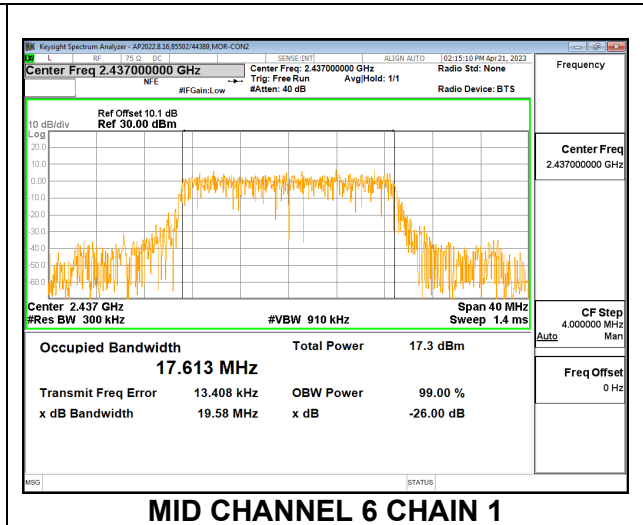 Keysight Spectrum Analyzer - AP2022.8.16,85502/44389,MOR-CON2
L RF 75 Ω DC SENSE:INT ALIGN AUTO 02:15:10 PM Apr 21, 2023
Center Freq 2.437000000 GHz Center Freq: 2.437000000 GHz Radio Std: None Frequency
NFE Trig: Free Run Avg|Hold: 1/1
#IFGain:Low #Atten: 40 dB Radio Device: BTS
Ref Offset 10.1 dB
10 dB/div Ref 30.00 dBm
Log
20.0
10.0
0.00
-10.0
-20.0
-30.0
-40.0
-50.0
-60.0
Center 2.437 GHz Span 40 MHz
#Res BW 300 kHz #VBW 910 kHz Sweep 1.4 ms
Occupied Bandwidth Total Power 17.3 dBm
17.613 MHz
Transmit Freq Error 13.408 kHz OBW Power 99.00 %
x dB Bandwidth 19.58 MHz x dB -26.00 dB
Center Freq
2.437000000 GHz
CF Step
4.000000 MHz
Auto Man
Freq Offset
0 Hz
MSG STATUS
MID CHANNEL 6 CHAIN 1